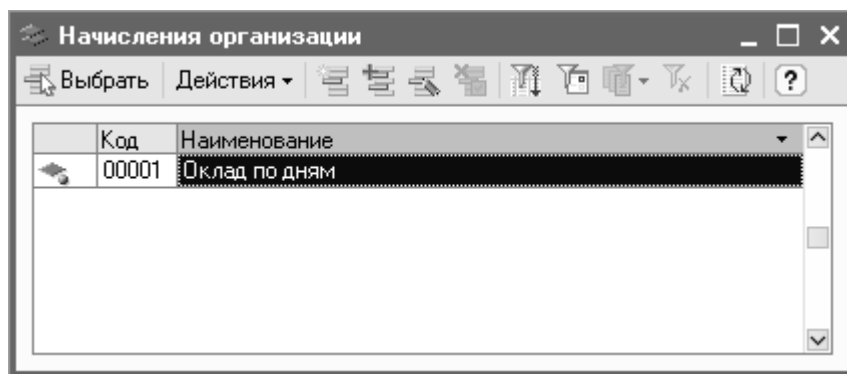 Начисления организации
Выбрать Действия
Код Наименование
00001 Оклад по дням